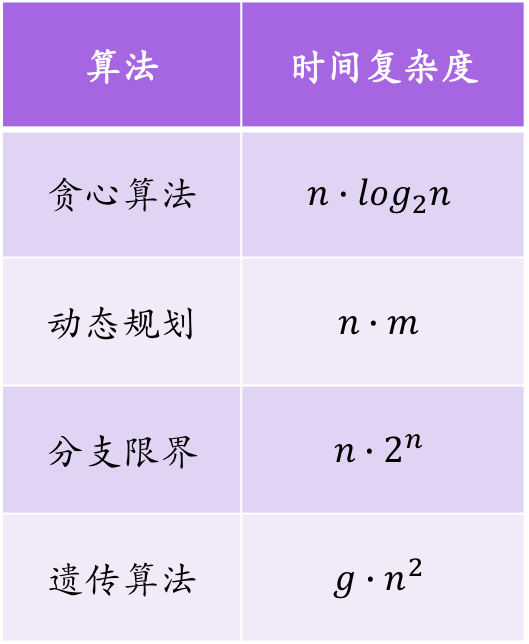 算法 时间复杂度
贪心算法 n · log₂n
动态规划 n · m
分支限界 n · 2ⁿ
遗传算法 g · n²